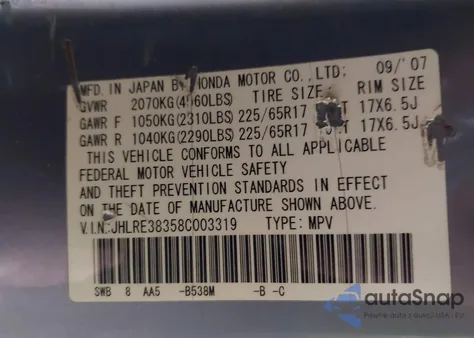 MFD. IN JAPAN BY HONDA MOTOR CO., LTD; 09/'07
GVWR 2070KG(4560LBS) TIRE SIZE RIM SIZE
GAWR F 1050KG(2310LBS) 225/65R17 T 17X6.5J
GAWR R 1040KG(2290LBS) 225/65R17 T 17X6.5J
THIS VEHICLE CONFORMS TO ALL APPLICABLE
FEDERAL MOTOR VEHICLE SAFETY
AND THEFT PREVENTION STANDARDS IN EFFECT
ON THE DATE OF MANUFACTURE SHOWN ABOVE.
V.I.N:JHLRE38358C003319 TYPE: MPV
SWB 8 AA5 -B538M -B -C
autaSnap